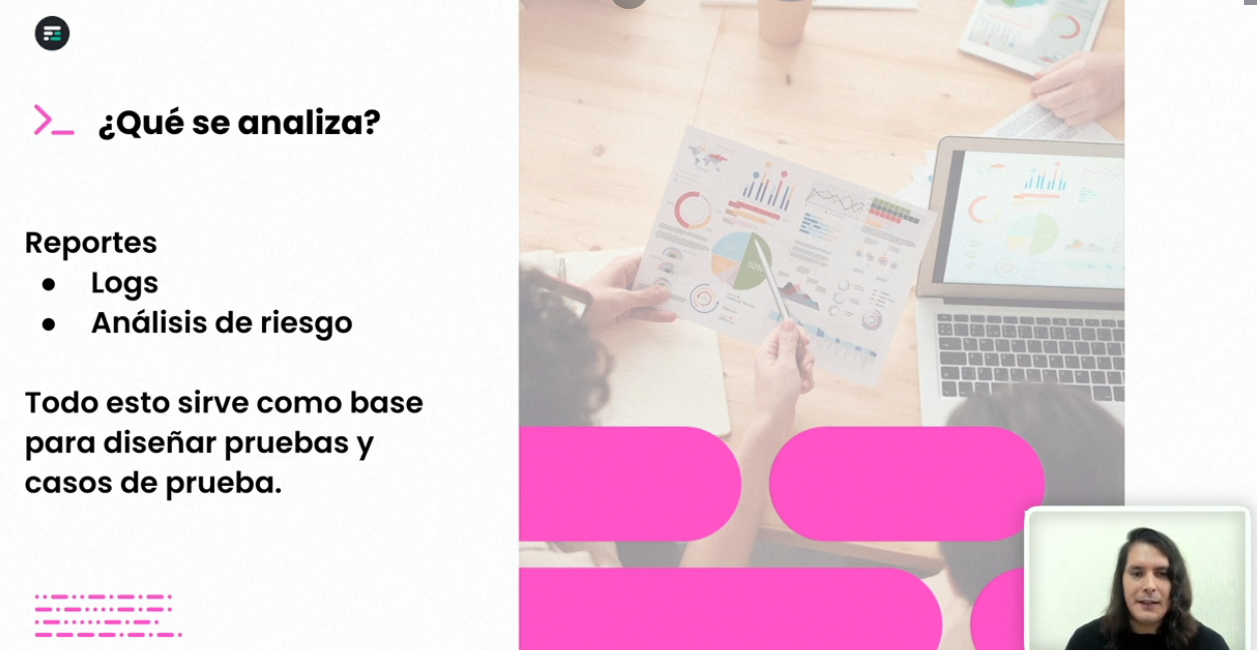 ¿Qué se analiza?
Reportes
● Logs
● Análisis de riesgo
Todo esto sirve como base
para diseñar pruebas y
casos de prueba.
50%